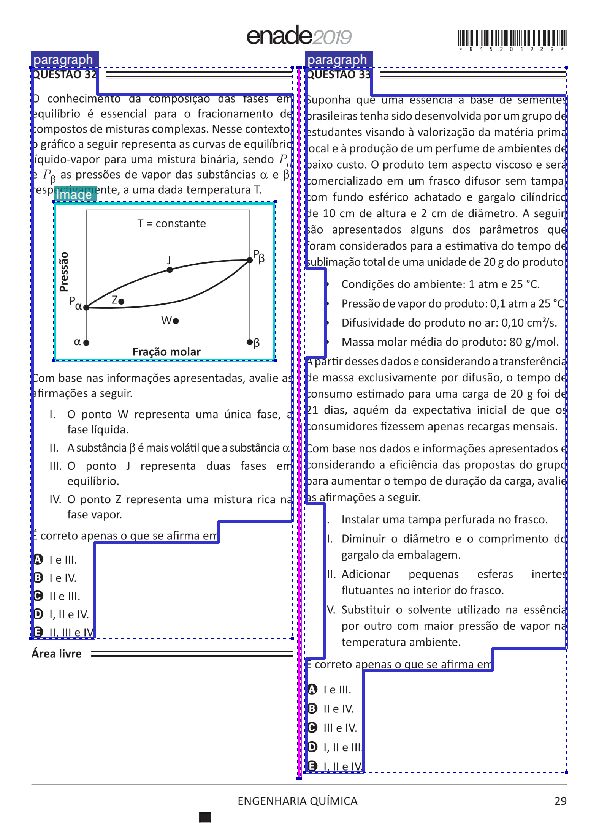 enade2019
paragraph
QUESTÃO 32
O conhecimento da composição das fases em
equilíbrio é essencial para o fracionamento de
compostos de misturas complexas. Nesse contexto,
o gráfico a seguir representa as curvas de equilíbrio
líquido-vapor para uma mistura binária, sendo Pα
e Pβ as pressões de vapor das substâncias α e β,
respectivamente, a uma dada temperatura T.
Image
T = constante
Pressão
J
Pβ
Pα
Z
W
α
β
Fração molar
Com base nas informações apresentadas, avalie as
afirmações a seguir.
I. O ponto W representa uma única fase, a
fase líquida.
II. A substância β é mais volátil que a substância α.
III. O ponto J representa duas fases em
equilíbrio.
IV. O ponto Z representa uma mistura rica na
fase vapor.
É correto apenas o que se afirma em
A I e III.
B I e IV.
C II e III.
D I, II e IV.
E II, III e IV.
Área livre
paragraph
QUESTÃO 33
Suponha que uma essência à base de sementes
brasileiras tenha sido desenvolvida por um grupo de
estudantes visando à valorização da matéria prima
local e à produção de um perfume de ambientes de
baixo custo. O produto tem aspecto viscoso e será
comercializado em um frasco difusor sem tampa,
com fundo esférico achatado e gargalo cilíndrico
de 10 cm de altura e 2 cm de diâmetro. A seguir,
são apresentados alguns dos parâmetros que
foram considerados para a estimativa do tempo de
sublimação total de uma unidade de 20 g do produto.
• Condições do ambiente: 1 atm e 25 °C.
• Pressão de vapor do produto: 0,1 atm a 25 °C.
• Difusividade do produto no ar: 0,10 cm²/s.
• Massa molar média do produto: 80 g/mol.
A partir desses dados e considerando a transferência
de massa exclusivamente por difusão, o tempo de
consumo estimado para uma carga de 20 g foi de
21 dias, aquém da expectativa inicial de que os
consumidores fizessem apenas recargas mensais.
Com base nos dados e informações apresentados e
considerando a eficiência das propostas do grupo
para aumentar o tempo de duração da carga, avalie
as afirmações a seguir.
I. Instalar uma tampa perfurada no frasco.
II. Diminuir o diâmetro e o comprimento do
gargalo da embalagem.
III. Adicionar pequenas esferas inertes
flutuantes no interior do frasco.
IV. Substituir o solvente utilizado na essência
por outro com maior pressão de vapor na
temperatura ambiente.
É correto apenas o que se afirma em
A I e III.
B II e IV.
C III e IV.
D I, II e III.
E I, II e IV.
ENGENHARIA QUÍMICA
29